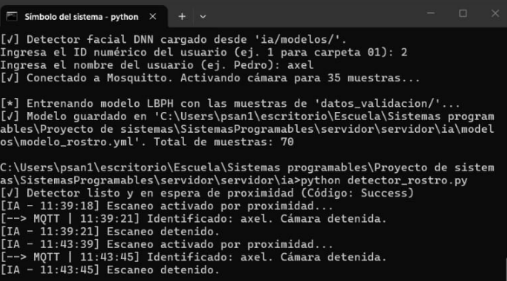 Símbolo del sistema - python
[√] Detector facial DNN cargado desde 'ia/modelos/'.
Ingresa el ID numérico del usuario (ej. 1 para carpeta 01): 2
Ingresa el nombre del usuario (ej. Pedro): axel
[√] Conectado a Mosquitto. Activando cámara para 35 muestras...
[*] Entrenando modelo LBPH con las muestras de 'datos_validacion/'...
[√] Modelo guardado en 'C:\Users\psan1\escritorio\Escuela\Sistemas program
ables\Proyecto de sistemas\SistemasProgramables\servidor\servidor\ia\model
os\modelo_rostro.yml'. Total de muestras: 70
C:\Users\psan1\escritorio\Escuela\Sistemas programables\Proyecto de sistem
as\SistemasProgramables\servidor\servidor\ia>python detector_rostro.py
[√] Detector listo y en espera de proximidad (Código: Success)
[IA - 11:39:18] Escaneo activado por proximidad...
[--> MQTT | 11:39:21] Identificado: axel. Cámara detenida.
[IA - 11:39:21] Escaneo detenido.
[IA - 11:43:39] Escaneo activado por proximidad...
[--> MQTT | 11:43:45] Identificado: axel. Cámara detenida.
[IA - 11:43:45] Escaneo detenido.